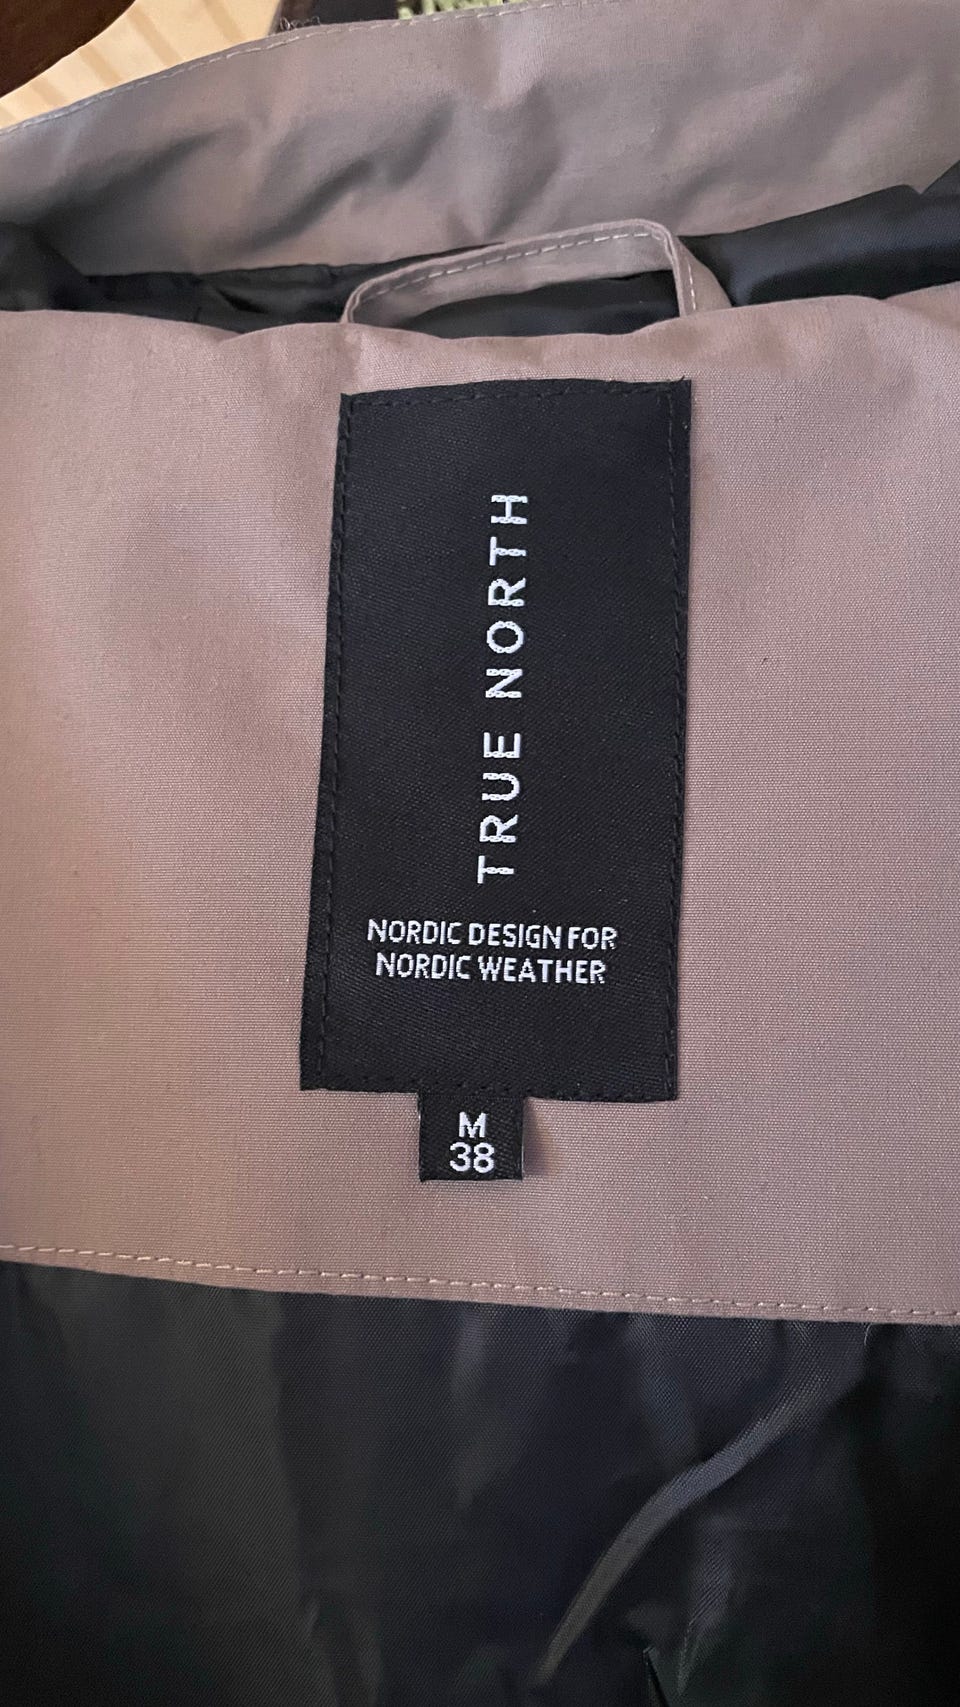 TRUE NORTH
NORDIC DESIGN FOR
NORDIC WEATHER
M
38